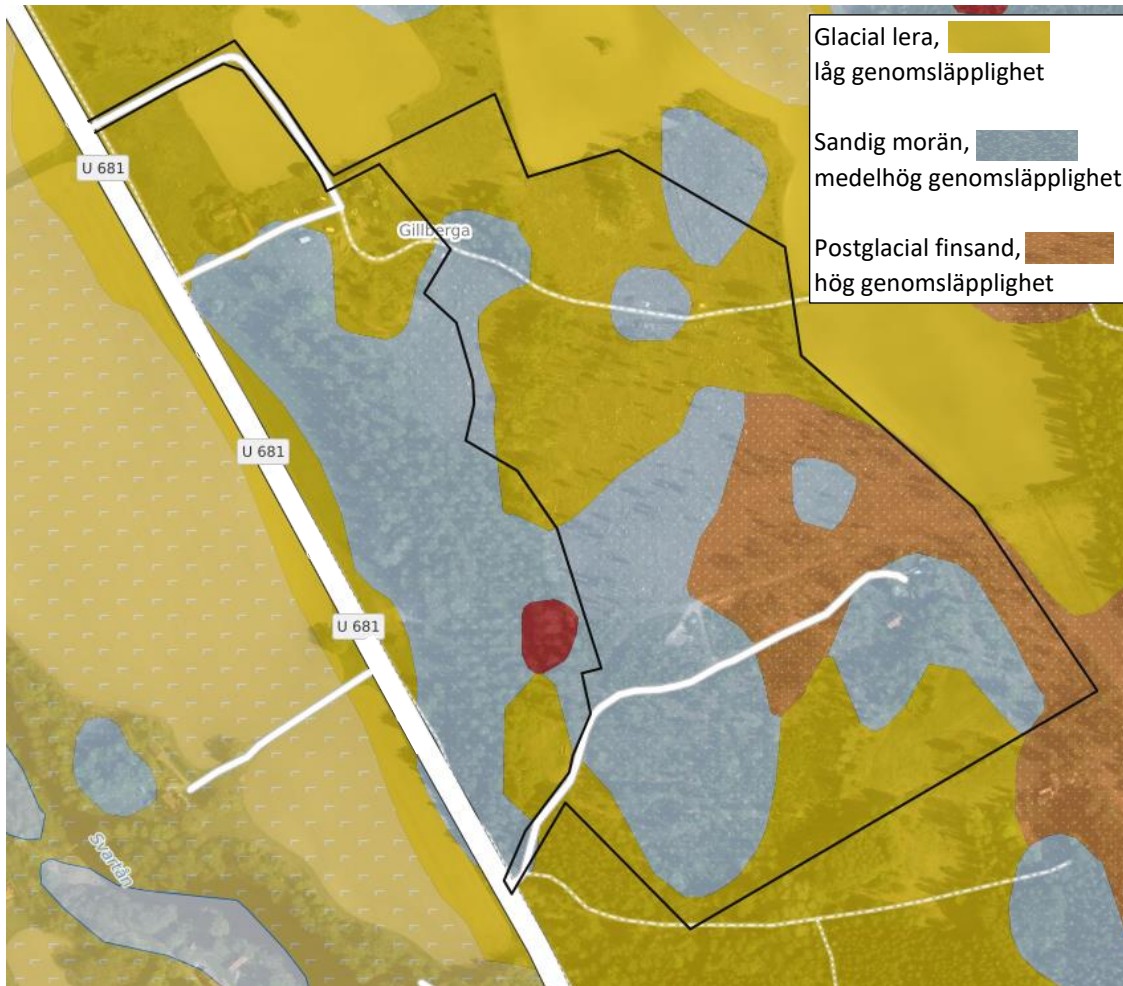 Glacial lera,
låg genomsläpplighet
Sandig morän,
medelhög genomsläpplighet
Postglacial finsand,
hög genomsläpplighet
U 681
Gillberga
U 681
U 681
Svartån